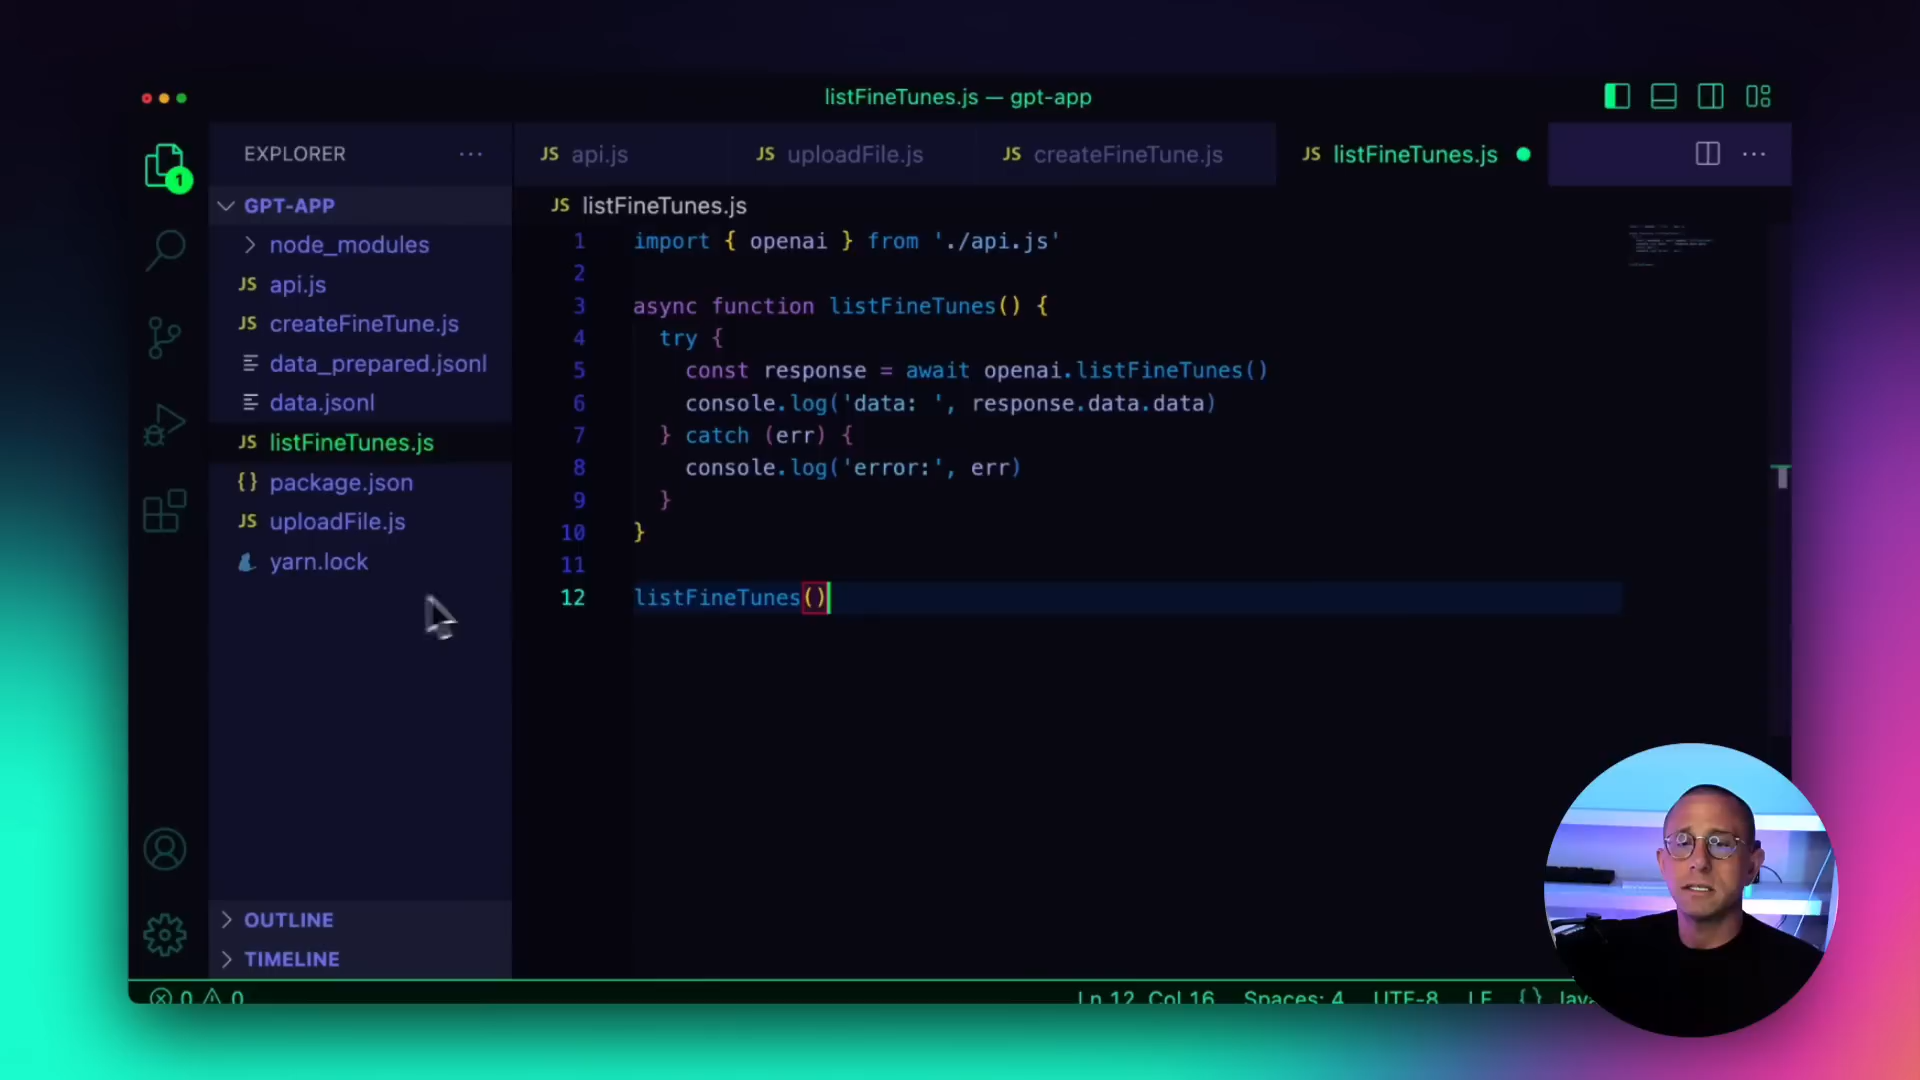 listFineTunes.js — gpt-app
EXPLORER
JS api.js
JS uploadFile.js
JS createFineTune.js
JS listFineTunes.js
1
GPT-APP
node_modules
JS api.js
JS createFineTune.js
data_prepared.jsonl
data.jsonl
JS listFineTunes.js
{} package.json
JS uploadFile.js
yarn.lock
OUTLINE
TIMELINE
JS listFineTunes.js
1 import { openai } from './api.js'
2
3 async function listFineTunes() {
4 try {
5 const response = await openai.listFineTunes()
6 console.log('data: ', response.data.data)
7 } catch (err) {
8 console.log('error:', err)
9 }
10 }
11
12 listFineTunes()
0 0 Ln 12, Col 16 Spaces: 4 UTF-8 LF {}